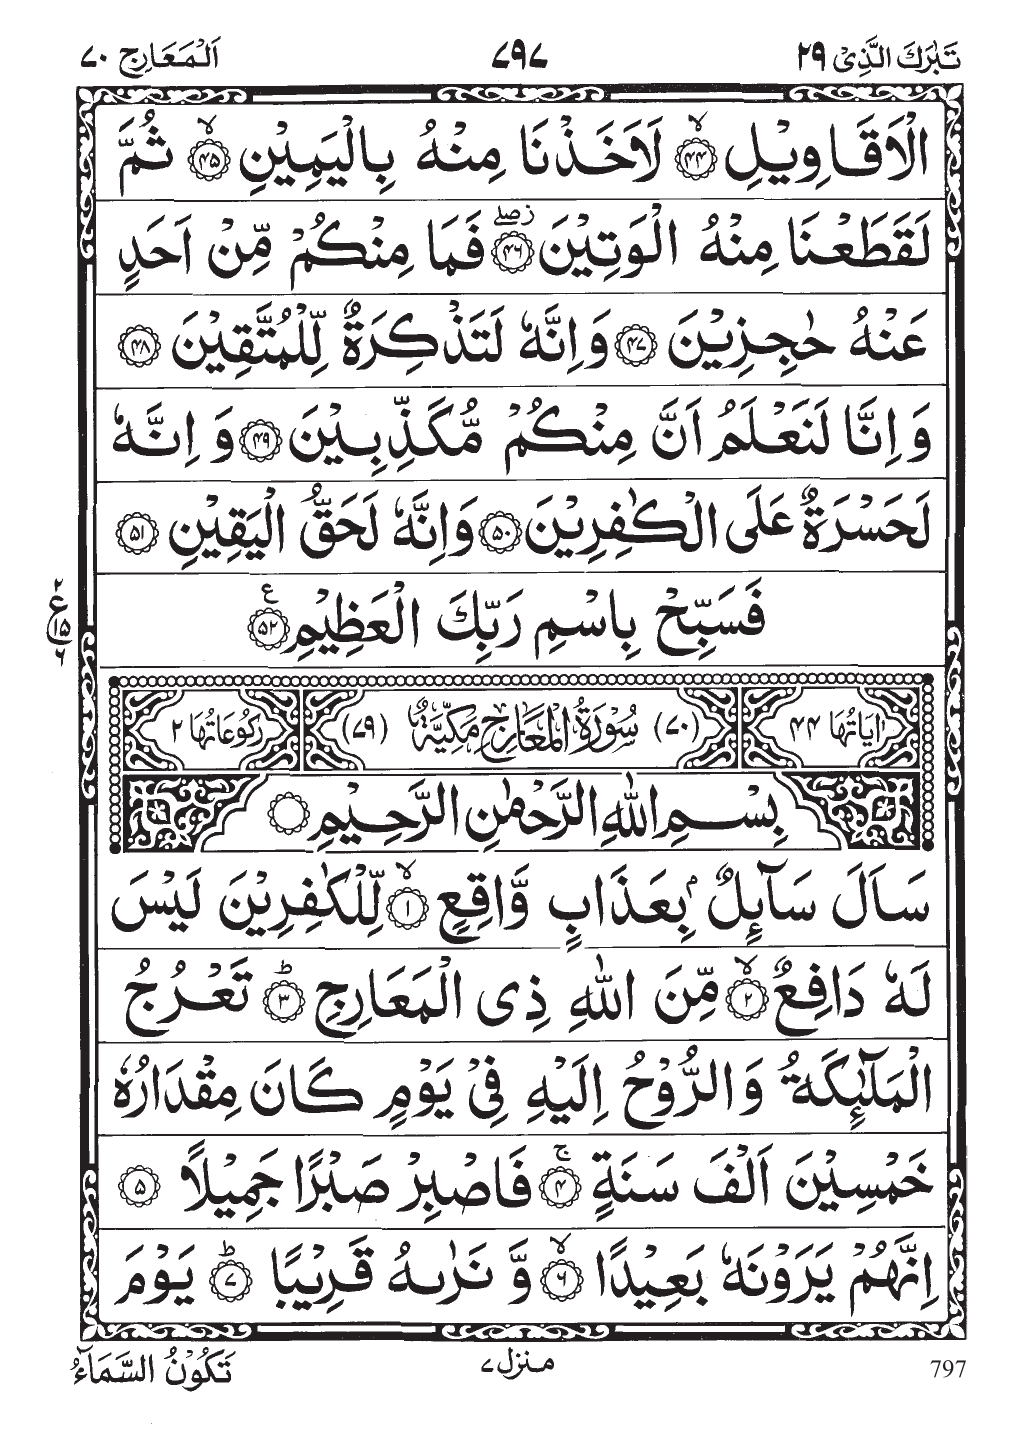 تَبٰرَكَ الَّذِىْ ٢٩
٧٩٧
اَلْمَعَارِج ٧٠
الْاَقَاوِيْلِ ۙ﴿٤٤﴾ لَاَخَذْنَا مِنْهُ بِالْيَمِيْنِ ۙ﴿٤٥﴾ ثُمَّ
لَقَطَعْنَا مِنْهُ الْوَتِيْنَ ۖ﴿٤٦﴾ فَمَا مِنْكُمْ مِّنْ اَحَدٍ
عَنْهُ حٰجِزِيْنَ ﴿٤٧﴾ وَاِنَّهٗ لَتَذْكِرَةٌ لِّلْمُتَّقِيْنَ ﴿٤٨﴾
وَ اِنَّا لَنَعْلَمُ اَنَّ مِنْكُمْ مُّكَذِّبِيْنَ ﴿٤٩﴾ وَ اِنَّهٗ
لَحَسْرَةٌ عَلَى الْكٰفِرِيْنَ ﴿٥٠﴾ وَاِنَّهٗ لَحَقُّ الْيَقِيْنِ ﴿٥١﴾
فَسَبِّحْ بِاسْمِ رَبِّكَ الْعَظِيْمِ ﴿٥٢﴾ ع
٢ ع ١٥ ٦
اٰيَاتُهَا ٤٤
(٧٠) سُوْرَةُ الْمَعَارِجِ مَكِّيَّةٌ (٧٩)
رُكُوْعَاتُهَا ٢
بِسْمِ اللّٰهِ الرَّحْمٰنِ الرَّحِيْمِ
سَاَلَ سَآئِلٌۢ بِعَذَابٍ وَّاقِعٍ ۙ﴿١﴾ لِّلْكٰفِرِيْنَ لَيْسَ
لَهٗ دَافِعٌ ۙ﴿٢﴾ مِّنَ اللّٰهِ ذِى الْمَعَارِجِ ؕ﴿٣﴾ تَعْرُجُ
الْمَلٰٓئِكَةُ وَالرُّوْحُ اِلَيْهِ فِىْ يَوْمٍ كَانَ مِقْدَارُهٗ
خَمْسِيْنَ اَلْفَ سَنَةٍ ۚ﴿٤﴾ فَاصْبِرْ صَبْرًا جَمِيْلًا ﴿٥﴾
اِنَّهُمْ يَرَوْنَهٗ بَعِيْدًا ۙ﴿٦﴾ وَّ نَرٰىهُ قَرِيْبًا ؕ﴿٧﴾ يَوْمَ
تَكُوْنُ السَّمَآءُ
منزل ٧
797